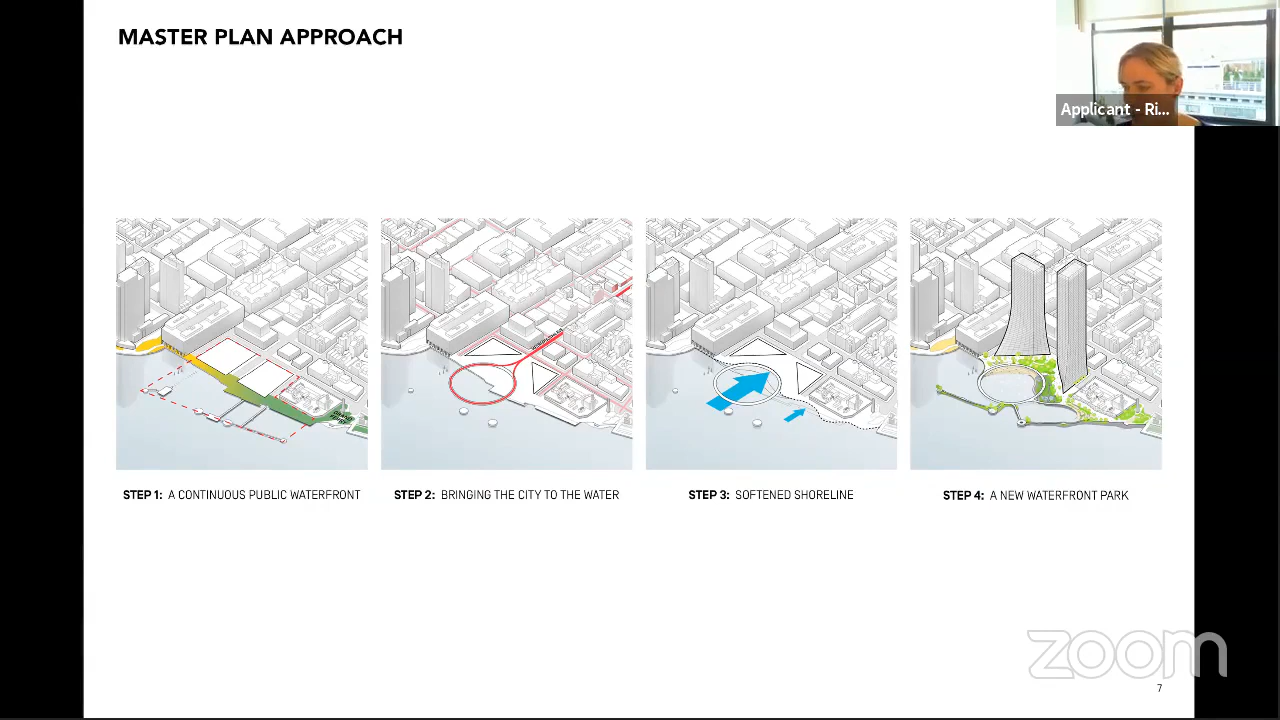 MASTER PLAN APPROACH
Applicant - Ri...
STEP 1: A CONTINUOUS PUBLIC WATERFRONT
STEP 2: BRINGING THE CITY TO THE WATER
STEP 3: SOFTENED SHORELINE
STEP 4: A NEW WATERFRONT PARK
zoom
7